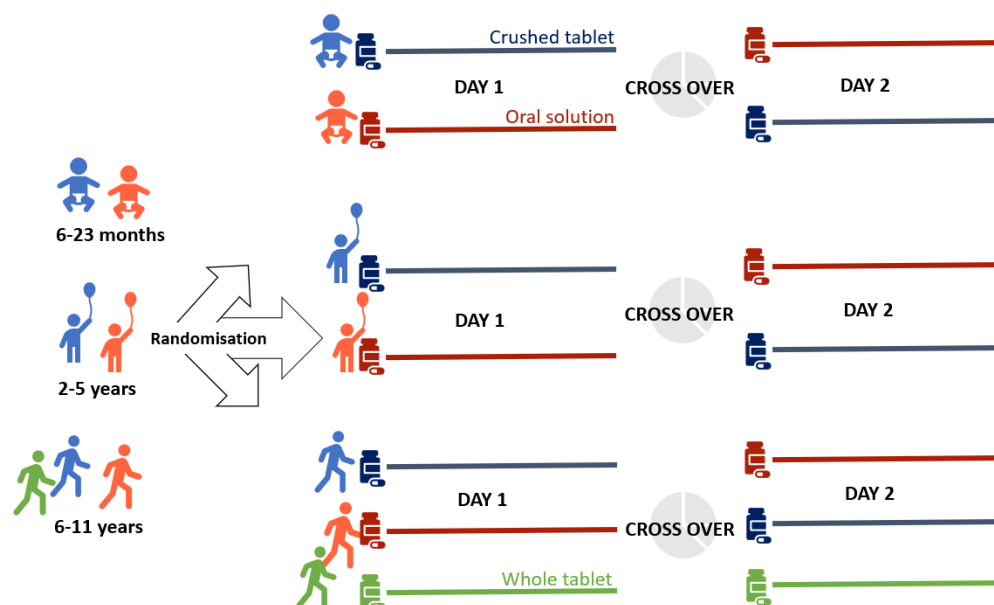 Crushed tablet
DAY 1
CROSS OVER
DAY 2
Oral solution
6-23 months
Randomisation
DAY 1
CROSS OVER
DAY 2
2-5 years
6-11 years
DAY 1
CROSS OVER
DAY 2
Whole tablet